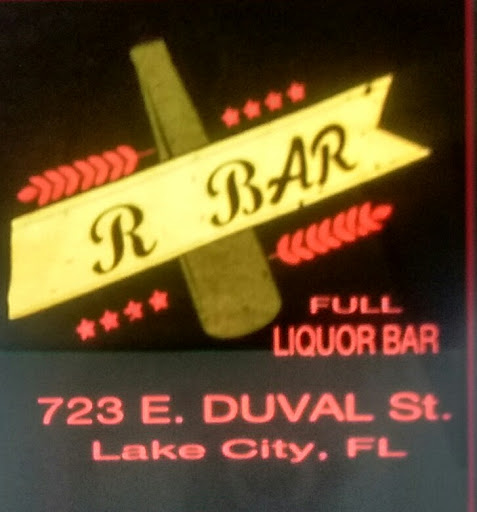 R BAR
FULL
LIQUOR BAR
723 E. DUVAL St.
Lake City, FL